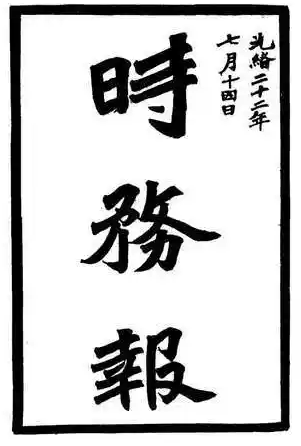 光緒二十二年
七月十四日
時務報